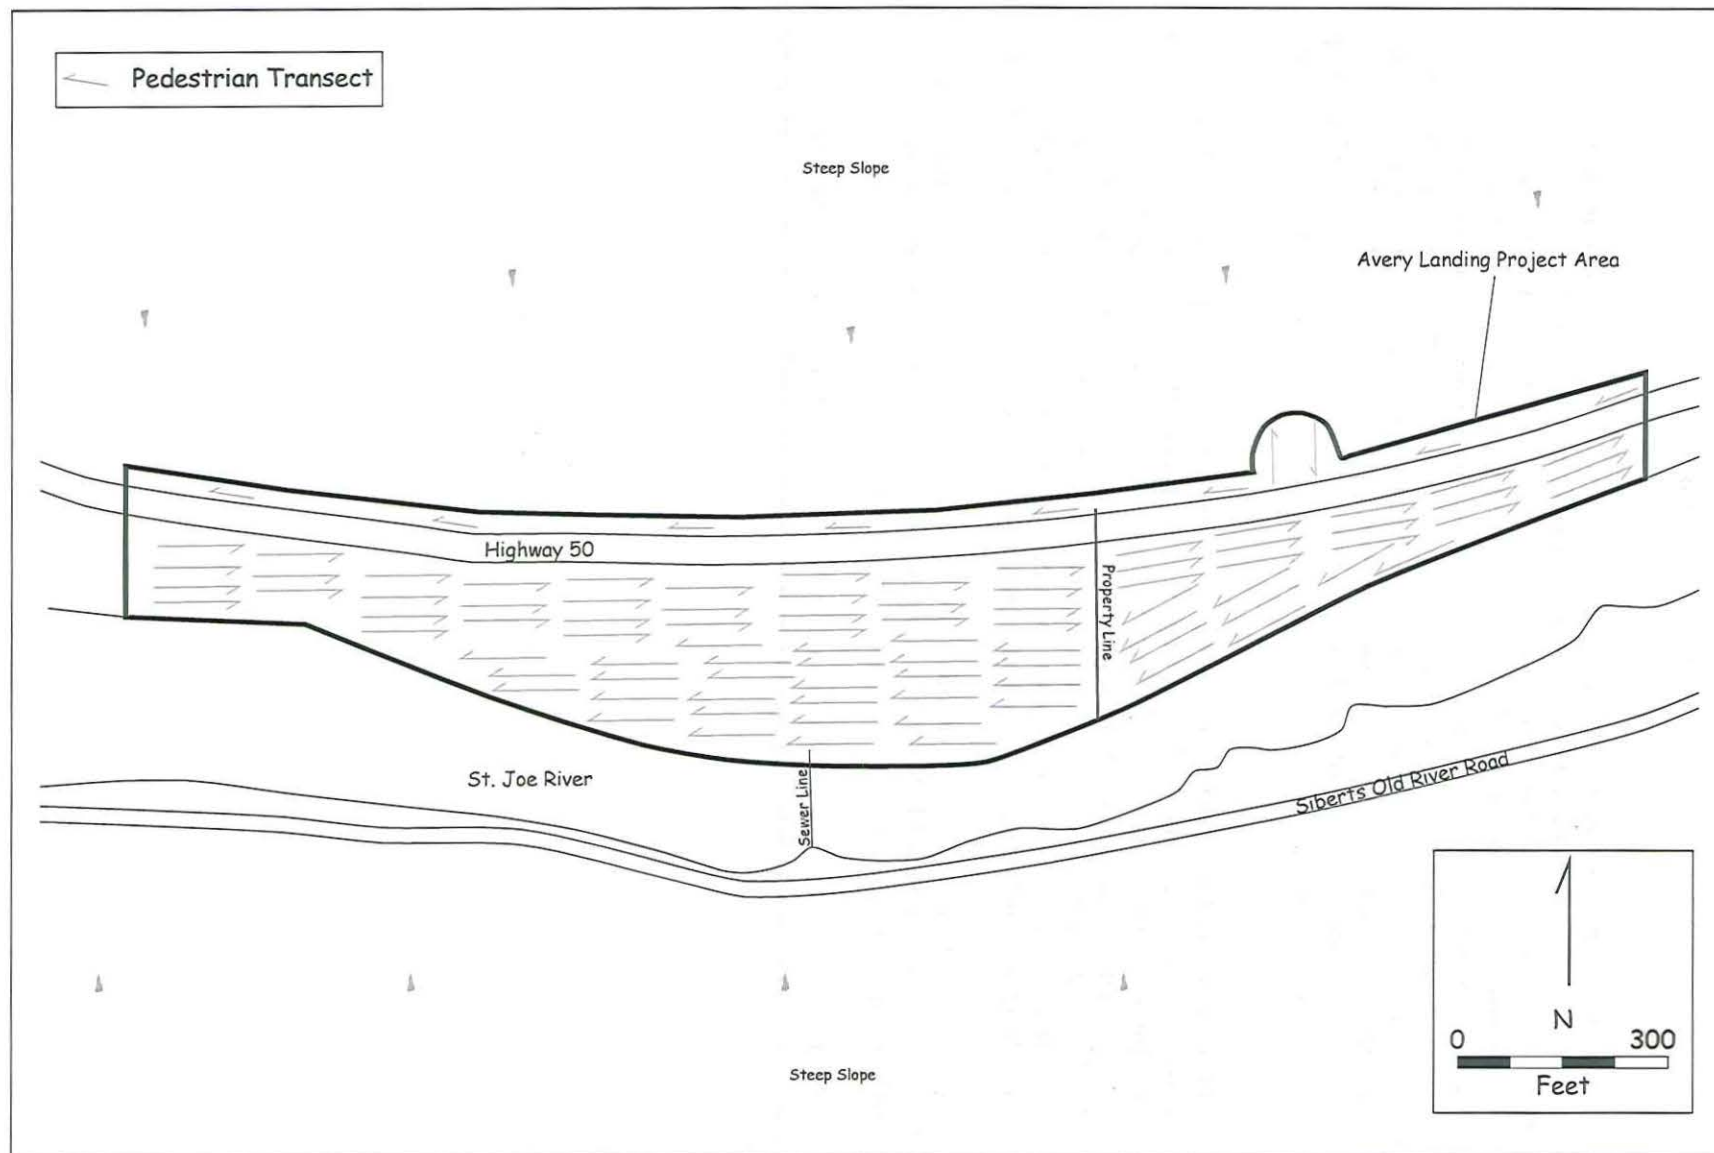 Pedestrian Transect
Steep Slope
Avery Landing Project Area
Highway 50
Property Line
St. Joe River
Sewer Line
Siberts Old River Road
N
0 300
Feet
Steep Slope